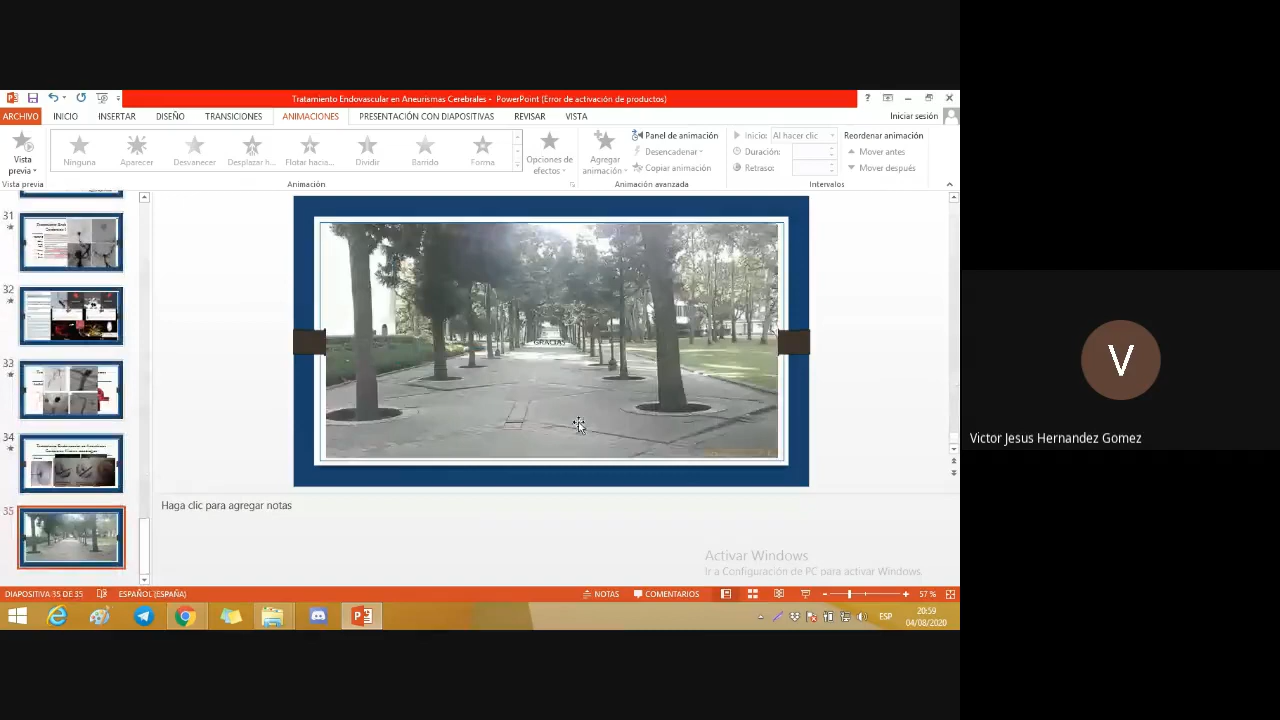 Tratamiento Endovascular en Aneurismas Cerebrales - PowerPoint (Error de activación de productos)
ARCHIVO INICIO INSERTAR DISEÑO TRANSICIONES ANIMACIONES PRESENTACIÓN CON DIAPOSITIVAS REVISAR VISTA Iniciar sesión
Vista previa
Ninguna Aparecer Desvanecer Desplazar h... Flotar hacia... Dividir Barrido Forma
Opciones de efectos
Agregar animación
Panel de animación
Desencadenar
Copiar animación
Inicio: Al hacer clic
Duración:
Retraso:
Reordenar animación
Mover antes
Mover después
Vista previa Animación Animación avanzada Intervalos
31
32
33
34
35
GRACIAS
Haga clic para agregar notas
Activar Windows
Ir a Configuración de PC para activar Windows.
DIAPOSITIVA 35 DE 35 ESPAÑOL (ESPAÑA) NOTAS COMENTARIOS 57 %
ESP
20:59
04/08/2020
V
Victor Jesus Hernandez Gomez